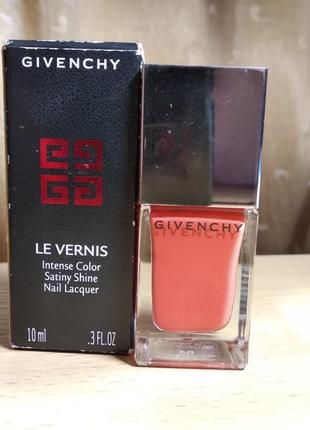 GIVENCHY
LE VERNIS
Intense Color
Satiny Shine
Nail Lacquer
10 ml .3 FL.OZ
GIVENCHY